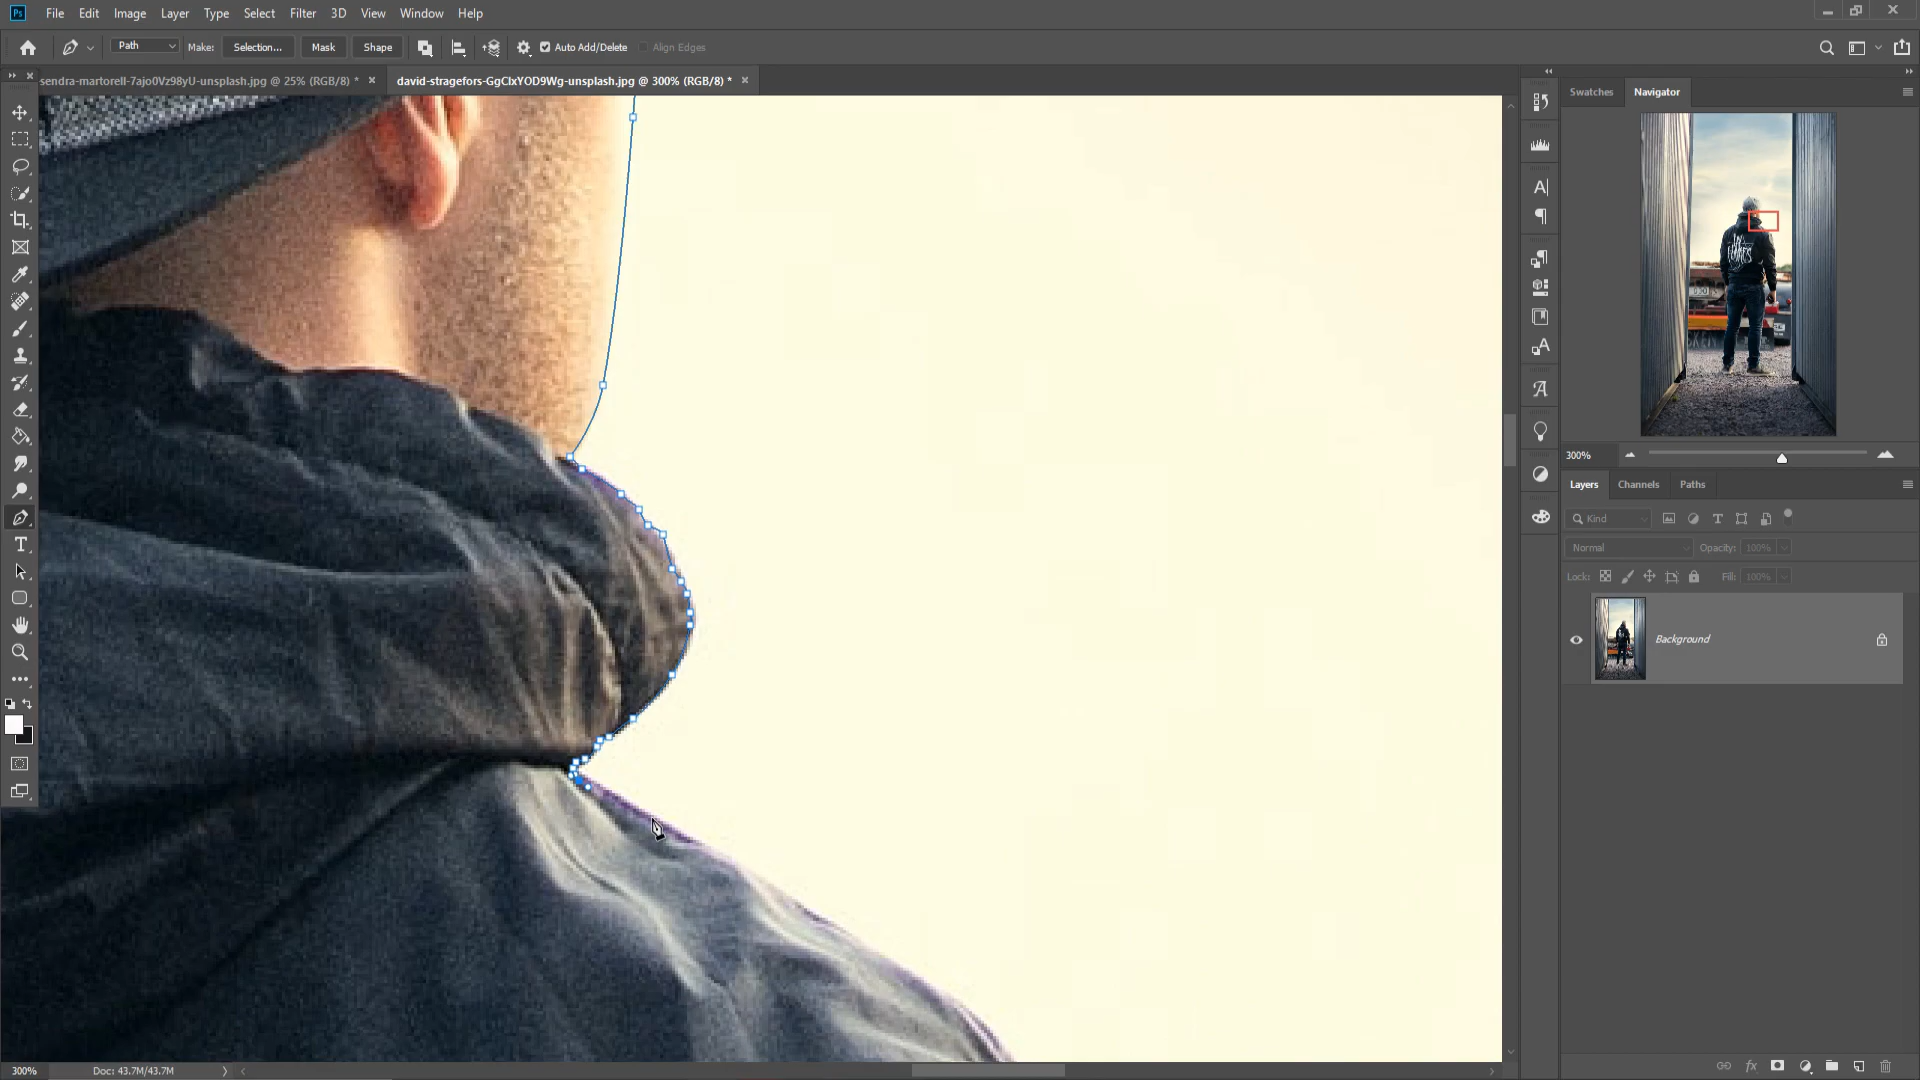 Ps File Edit Image Layer Type Select Filter 3D View Window Help
Path Make: Selection... Mask Shape Auto Add/Delete Align Edges
sendra-martorell-7ajo0Vz98yU-unsplash.jpg @ 25% (RGB/8) * david-stragefors-GgClxYOD9Wg-unsplash.jpg @ 300% (RGB/8) *
Swatches Navigator
300%
Layers Channels Paths
Kind
Normal Opacity: 100%
Lock: Fill: 100%
Background
300% Doc: 43.7M/43.7M